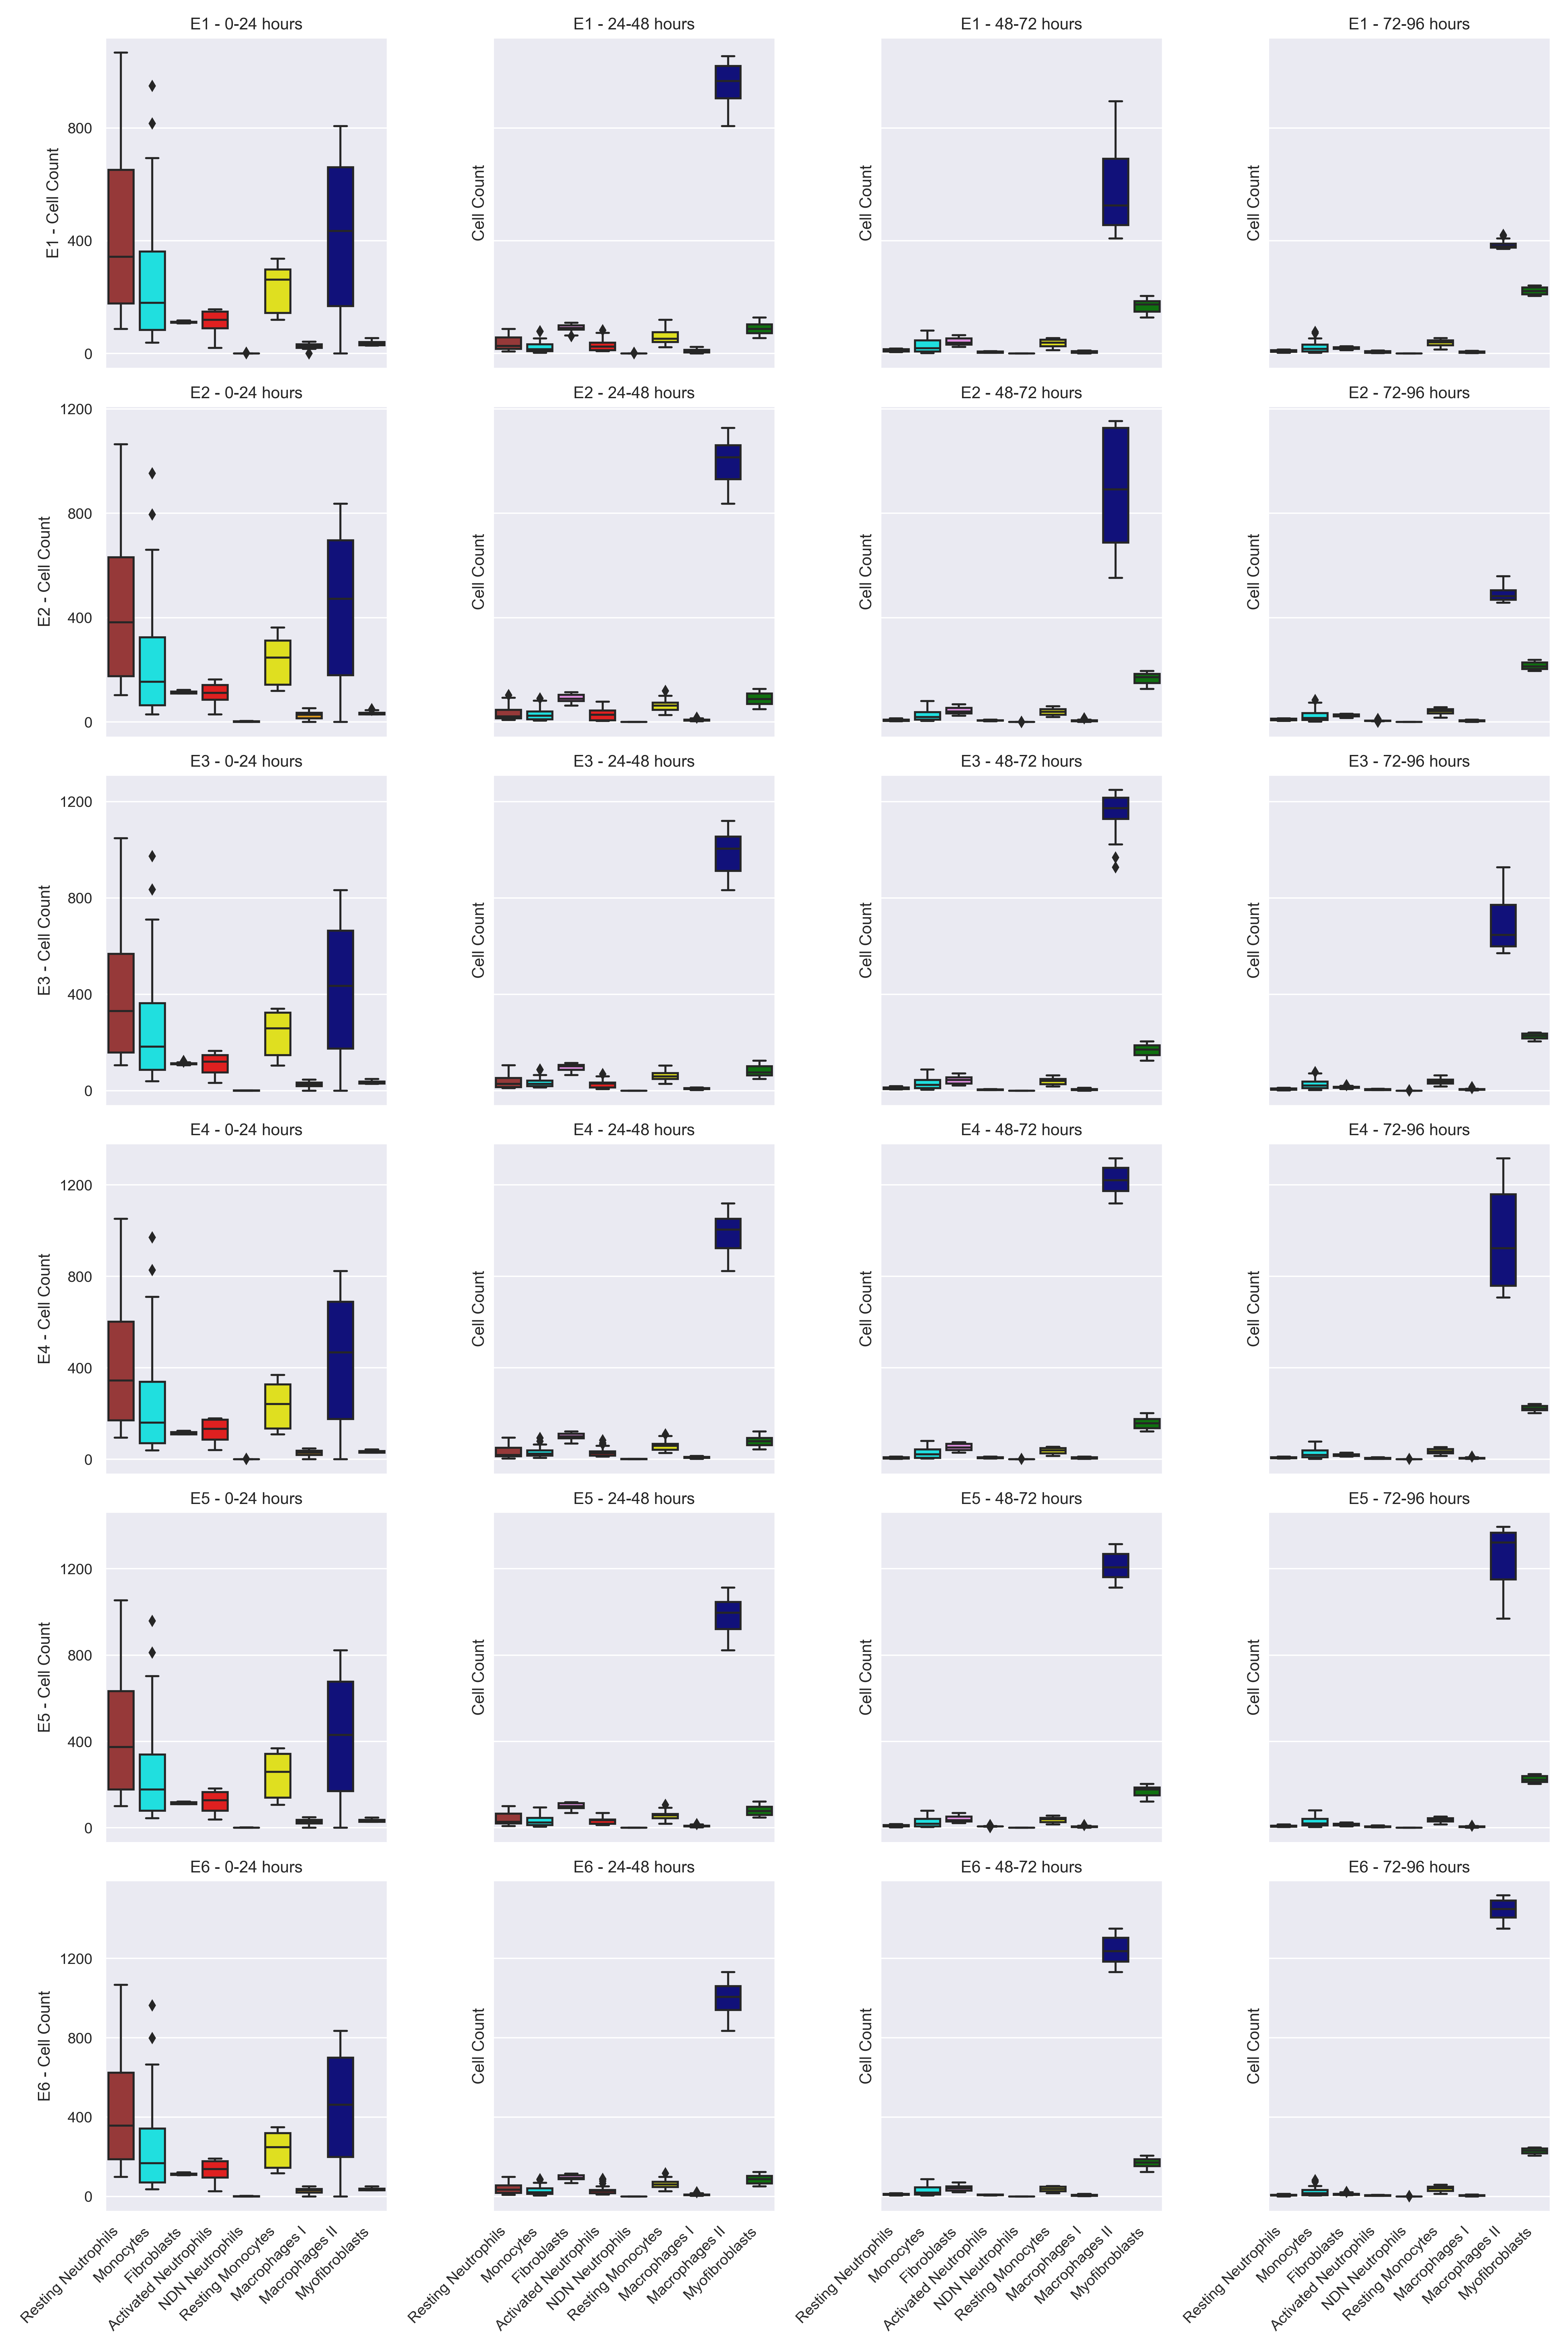 E1 - 0-24 hours
E1 - 24-48 hours
E1 - 48-72 hours
E1 - 72-96 hours
E1 - Cell Count
Cell Count
Cell Count
Cell Count
800
400
0
E2 - 0-24 hours
E2 - 24-48 hours
E2 - 48-72 hours
E2 - 72-96 hours
E2 - Cell Count
Cell Count
Cell Count
Cell Count
1200
800
400
0
E3 - 0-24 hours
E3 - 24-48 hours
E3 - 48-72 hours
E3 - 72-96 hours
E3 - Cell Count
Cell Count
Cell Count
Cell Count
1200
800
400
0
E4 - 0-24 hours
E4 - 24-48 hours
E4 - 48-72 hours
E4 - 72-96 hours
E4 - Cell Count
Cell Count
Cell Count
Cell Count
1200
800
400
0
E5 - 0-24 hours
E5 - 24-48 hours
E5 - 48-72 hours
E5 - 72-96 hours
E5 - Cell Count
Cell Count
Cell Count
Cell Count
1200
800
400
0
E6 - 0-24 hours
E6 - 24-48 hours
E6 - 48-72 hours
E6 - 72-96 hours
E6 - Cell Count
Cell Count
Cell Count
Cell Count
1200
800
400
0
Resting Neutrophils
Monocytes
Fibroblasts
Activated Neutrophils
NDN Neutrophils
Resting Monocytes
Macrophages I
Macrophages II
Myofibroblasts
Resting Neutrophils
Monocytes
Fibroblasts
Activated Neutrophils
NDN Neutrophils
Resting Monocytes
Macrophages I
Macrophages II
Myofibroblasts
Resting Neutrophils
Monocytes
Fibroblasts
Activated Neutrophils
NDN Neutrophils
Resting Monocytes
Macrophages I
Macrophages II
Myofibroblasts
Resting Neutrophils
Monocytes
Fibroblasts
Activated Neutrophils
NDN Neutrophils
Resting Monocytes
Macrophages I
Macrophages II
Myofibroblasts